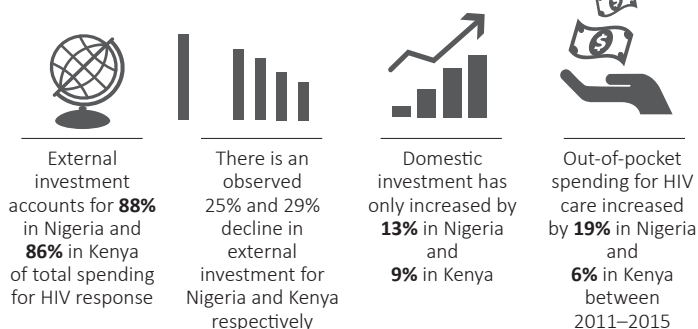 External
investment
accounts for 88%
in Nigeria and
86% in Kenya
of total spending
for HIV response
There is an
observed
25% and 29%
decline in
external
investment for
Nigeria and Kenya
respectively
Domestic
investment has
only increased by
13% in Nigeria
and
9% in Kenya
Out-of-pocket
spending for HIV
care increased
by 19% in Nigeria
and
6% in Kenya
between
2011–2015